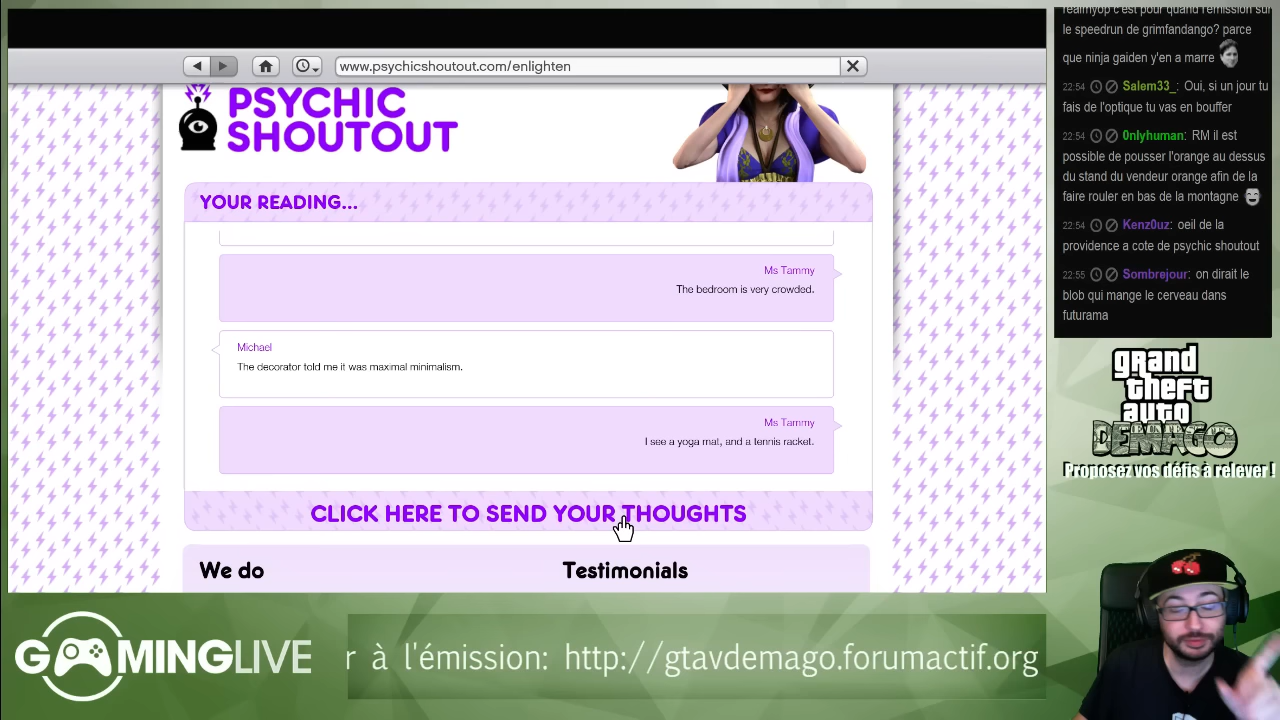 www.psychicshoutout.com/enlighten
PSYCHIC
SHOUTOUT
YOUR READING...
Ms Tammy
The bedroom is very crowded.
Michael
The decorator told me it was maximal minimalism.
Ms Tammy
I see a yoga mat, and a tennis racket.
CLICK HERE TO SEND YOUR THOUGHTS
We do
Testimonials
realmyop c'est pour quand l'émission sur
le speedrun de grimfandango? parce
que ninja gaiden y'en a marre
22:54 Salem33_: Oui, si un jour tu
fais de l'optique tu vas en bouffer
22:54 0nlyhuman: RM il est
possible de pousser l'orange au dessus
du stand du vendeur orange afin de la
faire rouler en bas de la montagne
22:54 Kenz0uz: oeil de la
providence a cote de psychic shoutout
22:55 Sombrejour: on dirait le
blob qui mange le cerveau dans
futurama
grand
theft
auto
DEMAGO
Proposez vos défis à relever !
GAMINGLIVE
r à l'émission: http://gtavdemago.forumactif.org